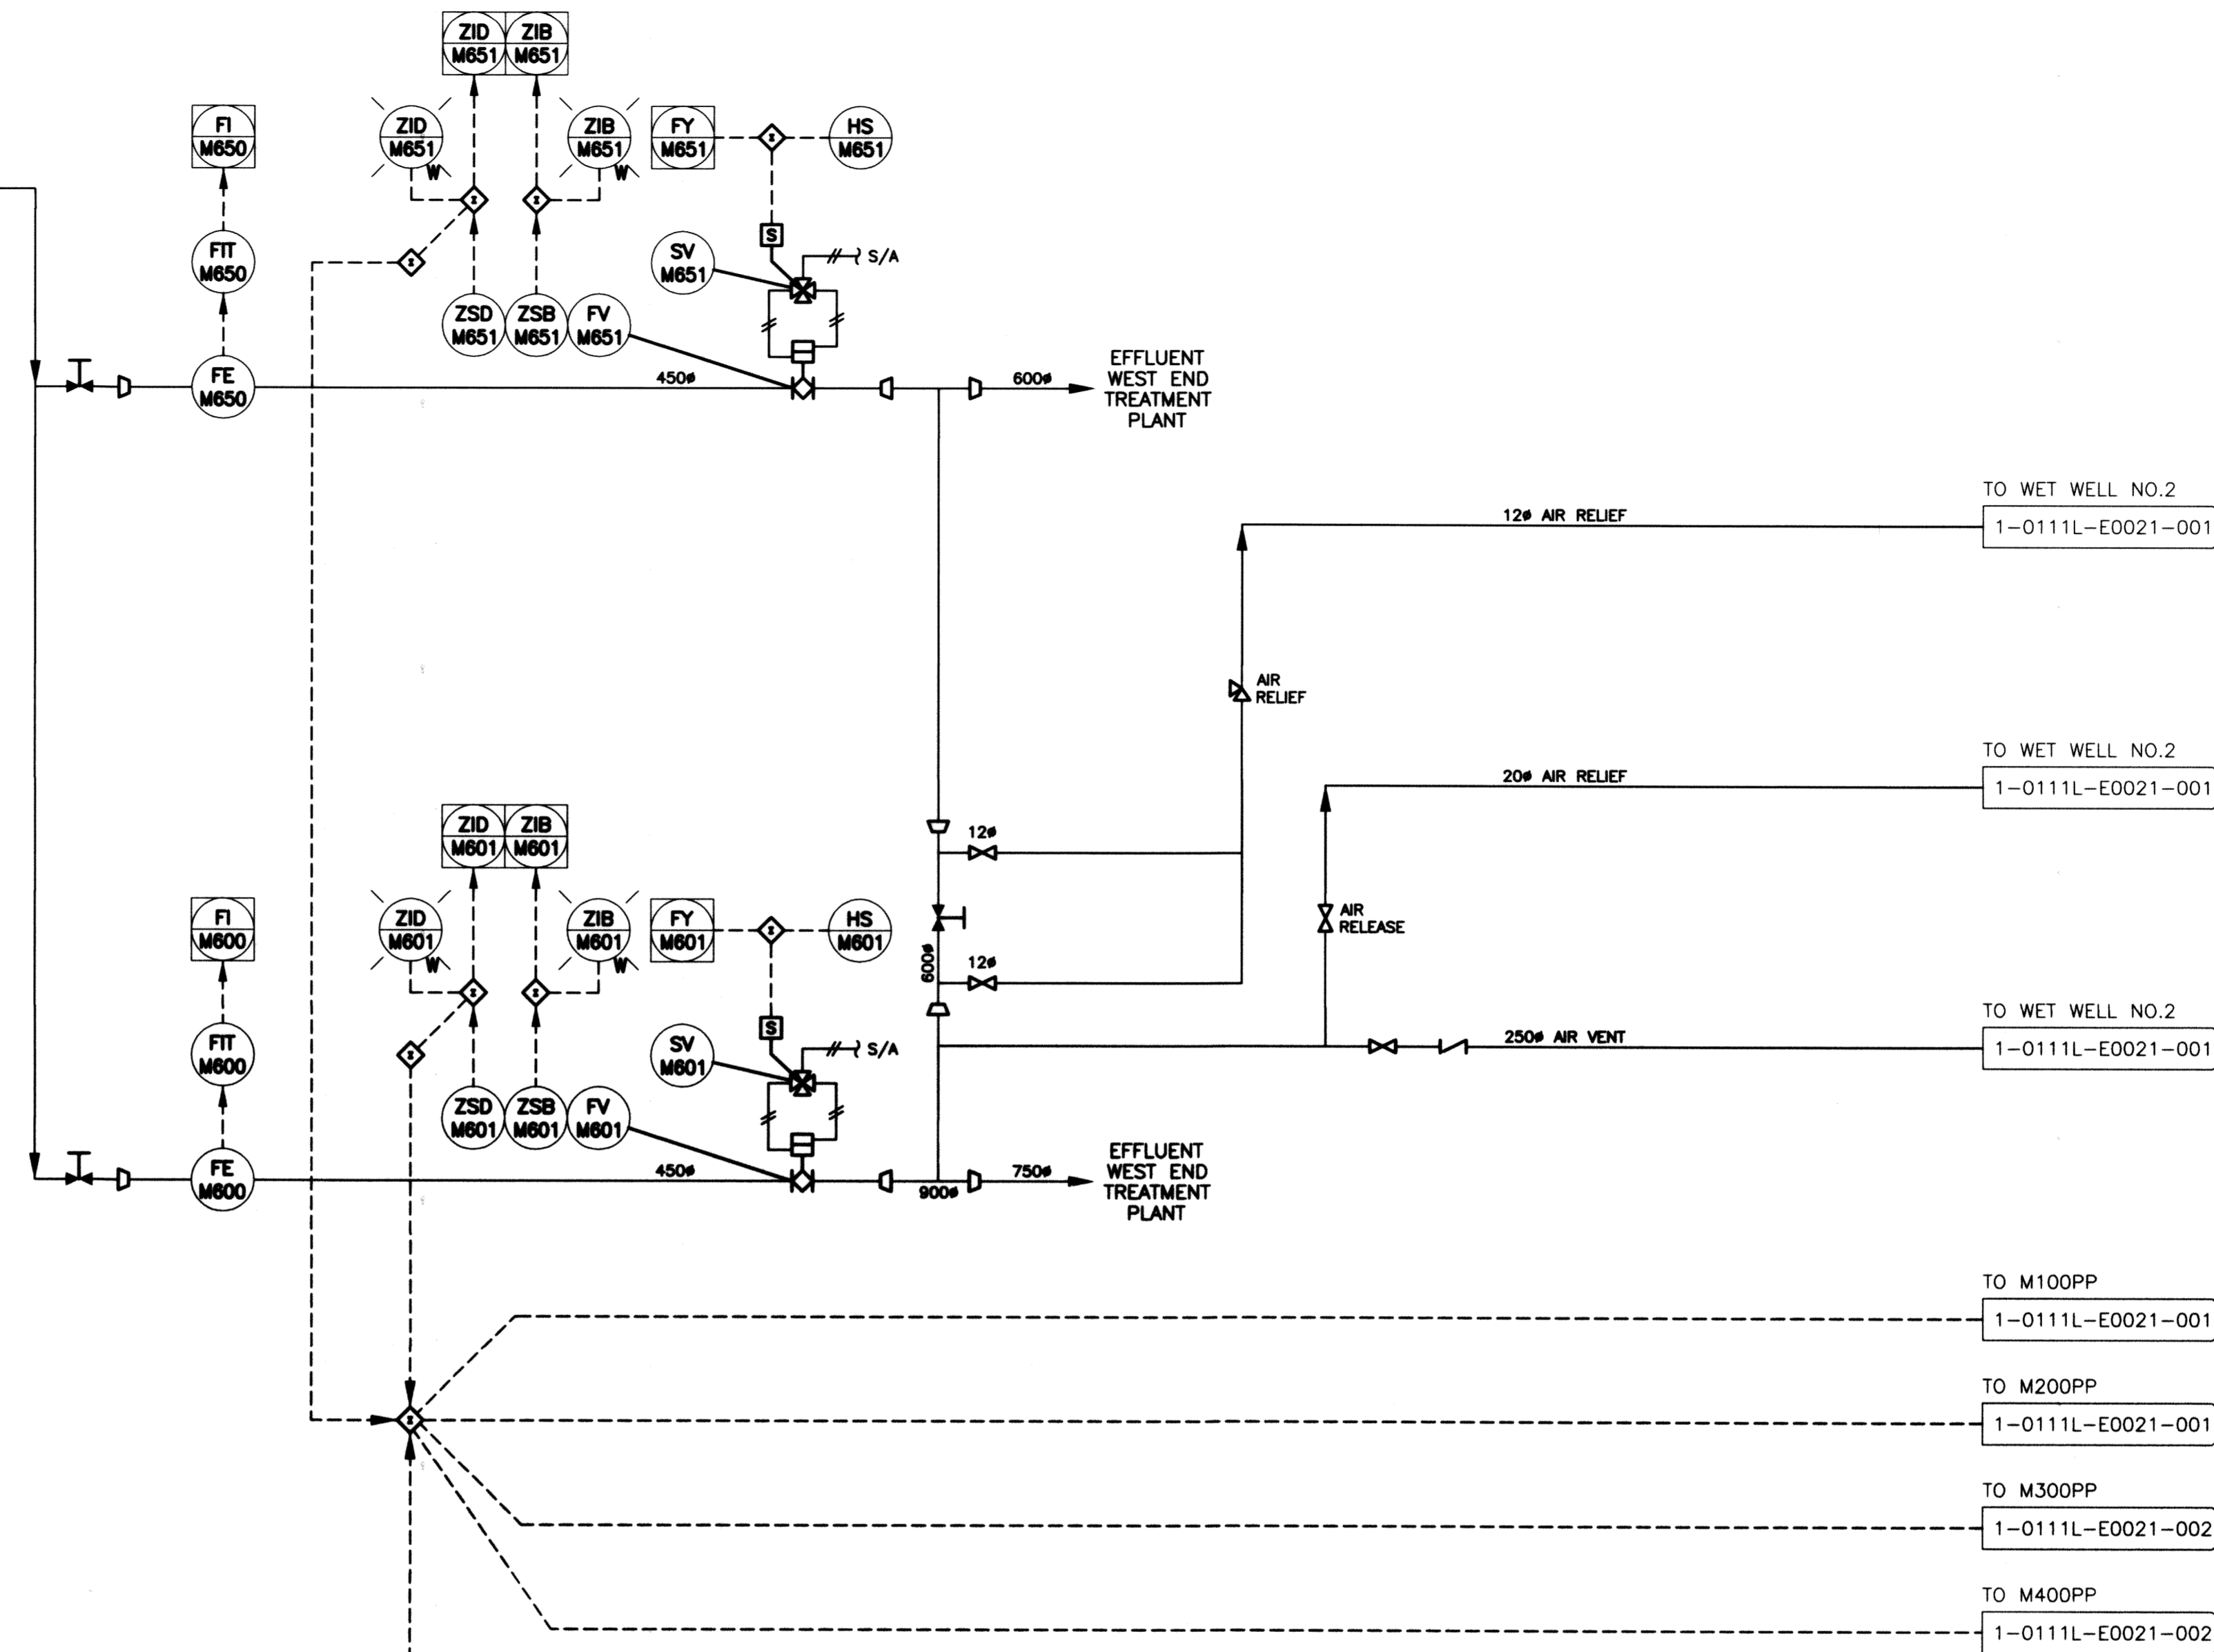 ZID ZIB
M651 M651
FI
M650
ZID
M651
W
ZIB
M651
W
FY
M651
I
HS
M651
I
I
FIT
M650
I
SV
M651
S
S/A
ZSD ZSB FV
M651 M651 M651
FE
M650
450ø
600ø
EFFLUENT
WEST END
TREATMENT
PLANT
TO WET WELL NO.2
12ø AIR RELIEF
1-0111L-E0021-001
AIR
RELIEF
TO WET WELL NO.2
20ø AIR RELIEF
1-0111L-E0021-001
ZID ZIB
M601 M601
12ø
FI
M600
ZID
M601
W
ZIB
M601
W
FY
M601
I
HS
M601
AIR
RELEASE
600ø
12ø
I
I
FIT
M600
I
SV
M601
S
S/A
TO WET WELL NO.2
250ø AIR VENT
1-0111L-E0021-001
ZSD ZSB FV
M601 M601 M601
FE
M600
450ø
900ø
750ø
EFFLUENT
WEST END
TREATMENT
PLANT
TO M100PP
1-0111L-E0021-001
TO M200PP
I
1-0111L-E0021-001
TO M300PP
1-0111L-E0021-002
TO M400PP
1-0111L-E0021-002